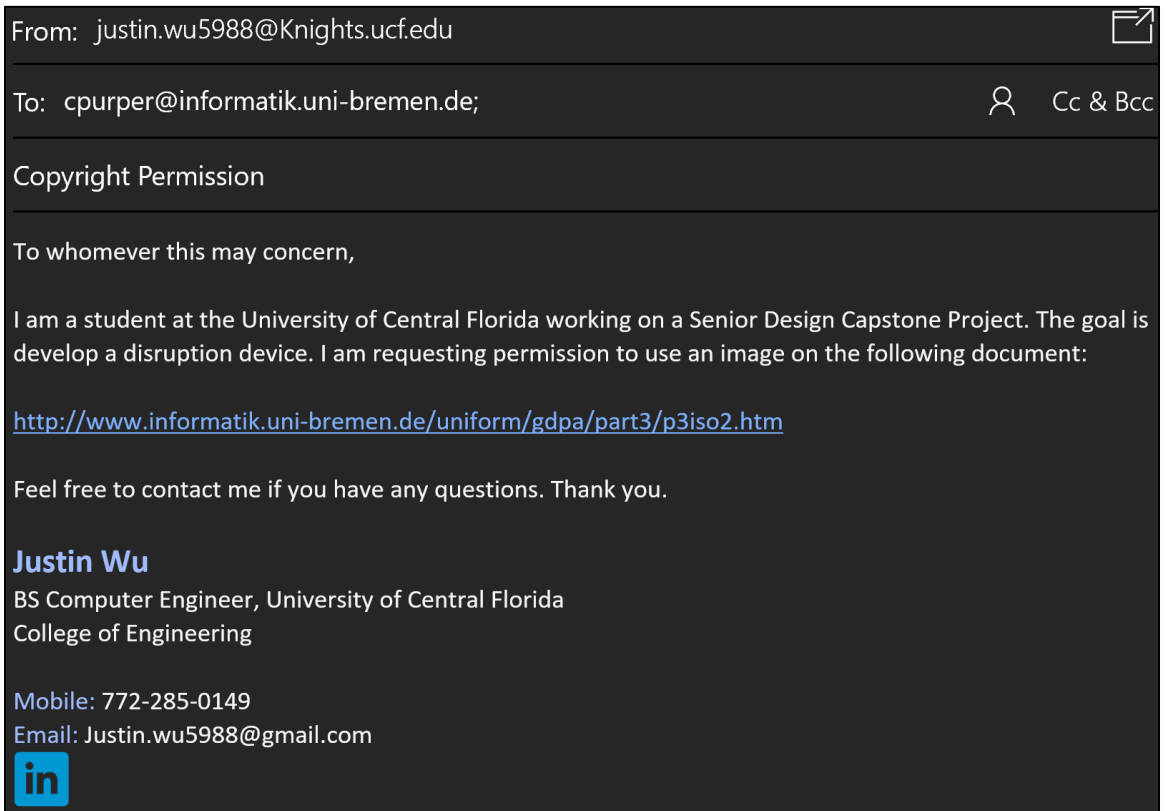 From: justin.wu5988@Knights.ucf.edu
To: cpurper@informatik.uni-bremen.de; Cc & Bcc
Copyright Permission
To whomever this may concern,
I am a student at the University of Central Florida working on a Senior Design Capstone Project. The goal is
develop a disruption device. I am requesting permission to use an image on the following document:
http://www.informatik.uni-bremen.de/uniform/gdpa/part3/p3iso2.htm
Feel free to contact me if you have any questions. Thank you.
Justin Wu
BS Computer Engineer, University of Central Florida
College of Engineering
Mobile: 772-285-0149
Email: Justin.wu5988@gmail.com
in